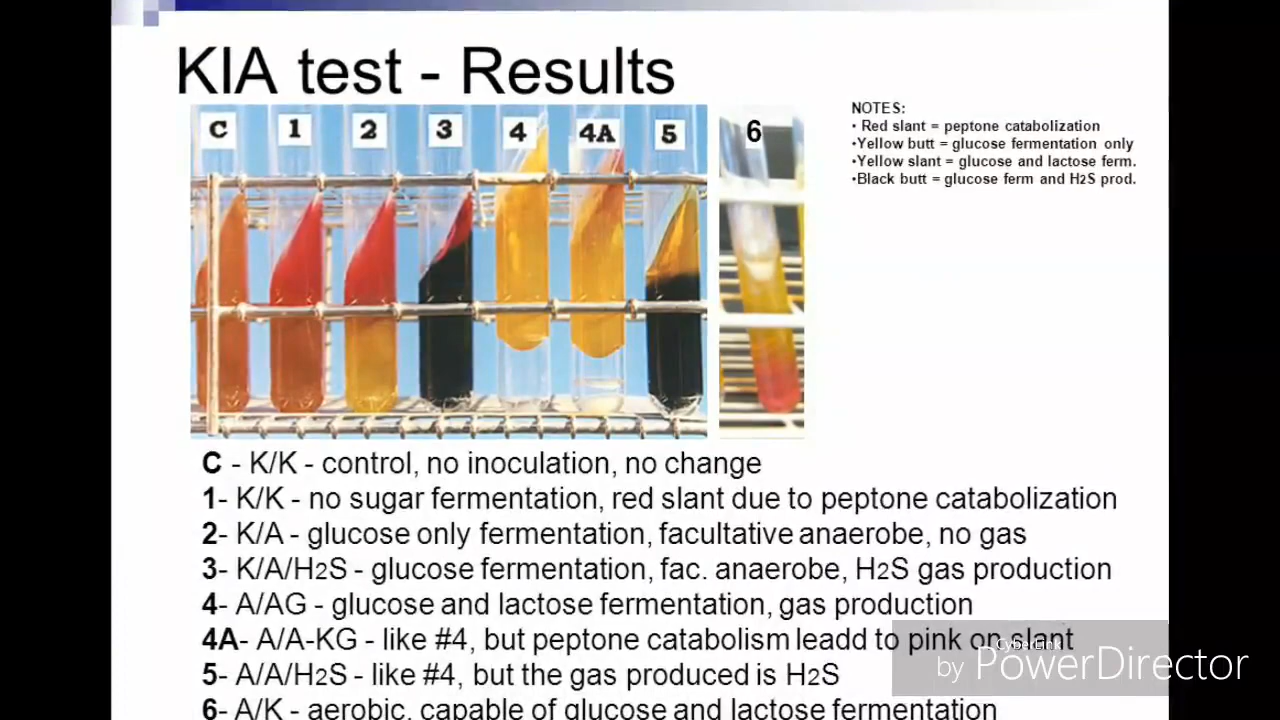 KIA test - Results
C 1 2 3 4 4A 5 6
NOTES:
• Red slant = peptone catabolization
•Yellow butt = glucose fermentation only
•Yellow slant = glucose and lactose ferm.
•Black butt = glucose ferm and H2S prod.
C - K/K - control, no inoculation, no change
1- K/K - no sugar fermentation, red slant due to peptone catabolization
2- K/A - glucose only fermentation, facultative anaerobe, no gas
3- K/A/H2S - glucose fermentation, fac. anaerobe, H2S gas production
4- A/AG - glucose and lactose fermentation, gas production
4A- A/A-KG - like #4, but peptone catabolism leadd to pink on slant
5- A/A/H2S - like #4, but the gas produced is H2S
6- A/K - aerobic, capable of glucose and lactose fermentation
CyberLink
by PowerDirector